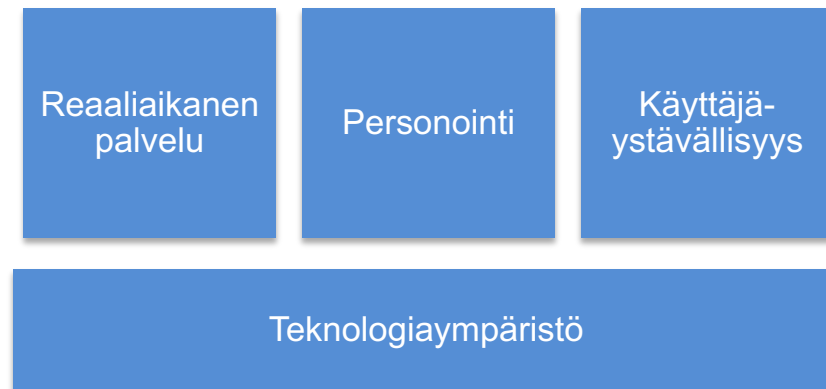 Reaaliaikanen
palvelu
Personointi
Käyttäjä-
ystävällisyys
Teknologiaympäristö